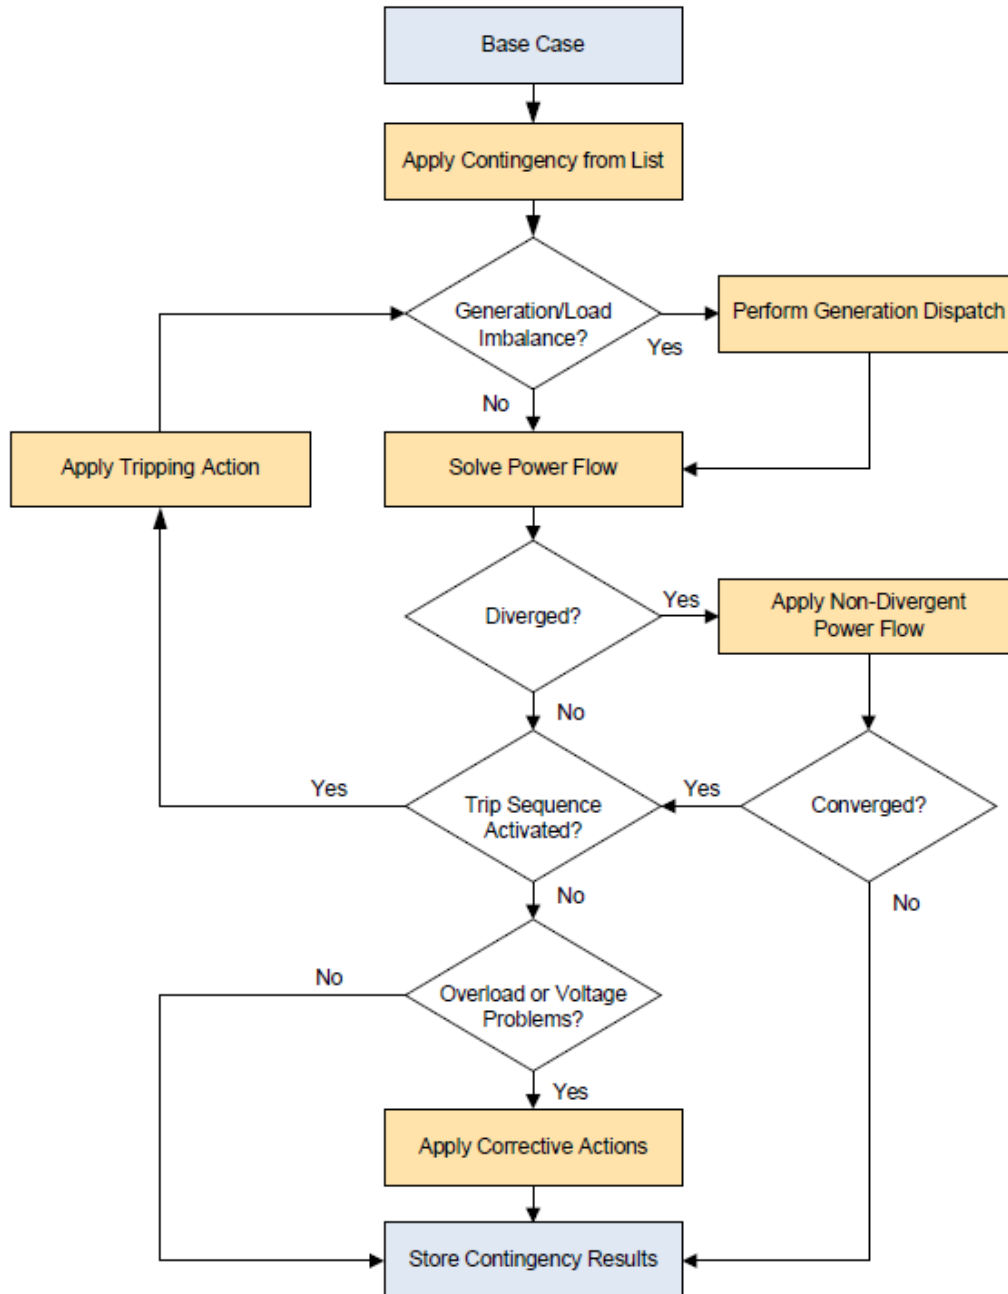 Base Case
Apply Contingency from List
Generation/Load
Imbalance?
Yes
Perform Generation Dispatch
No
Apply Tripping Action
Solve Power Flow
Diverged?
Yes
Apply Non-Divergent
Power Flow
No
Yes
Trip Sequence
Activated?
Yes
Converged?
No
No
No
Overload or Voltage
Problems?
Yes
Apply Corrective Actions
Store Contingency Results